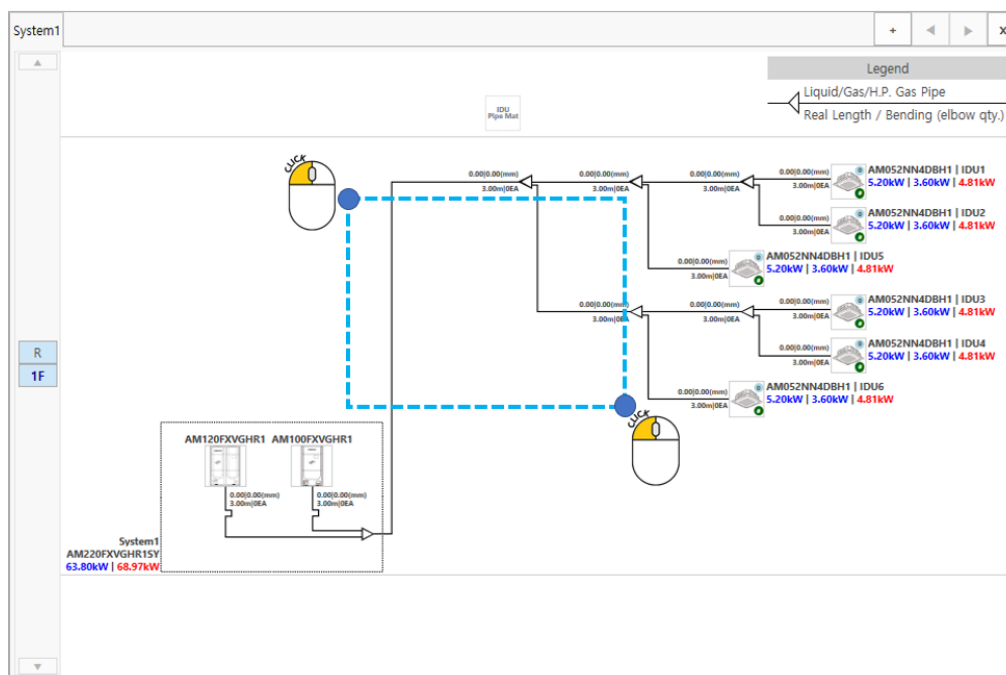 System1
+
x
Legend
Liquid/Gas/H.P. Gas Pipe
Real Length / Bending (elbow qty.)
IDU
Pipe Mat
CLICK
0.00|0.00(mm)
3.00m|0EA
0.00|0.00(mm)
3.00m|0EA
0.00|0.00(mm)
3.00m|0EA
0.00|0.00(mm)
3.00m|0EA
AM052NN4DBH1 | IDU1
5.20kW | 3.60kW | 4.81kW
0.00|0.00(mm)
3.00m|0EA
AM052NN4DBH1 | IDU2
5.20kW | 3.60kW | 4.81kW
0.00|0.00(mm)
3.00m|0EA
AM052NN4DBH1 | IDU5
5.20kW | 3.60kW | 4.81kW
0.00|0.00(mm)
3.00m|0EA
0.00|0.00(mm)
3.00m|0EA
0.00|0.00(mm)
3.00m|0EA
AM052NN4DBH1 | IDU3
5.20kW | 3.60kW | 4.81kW
0.00|0.00(mm)
3.00m|0EA
AM052NN4DBH1 | IDU4
5.20kW | 3.60kW | 4.81kW
0.00|0.00(mm)
3.00m|0EA
AM052NN4DBH1 | IDU6
5.20kW | 3.60kW | 4.81kW
R
1F
CLICK
AM120FXVGHR1
AM100FXVGHR1
0.00|0.00(mm)
3.00m|0EA
0.00|0.00(mm)
3.00m|0EA
System1
AM220FXVGHR1SY
63.80kW | 68.97kW